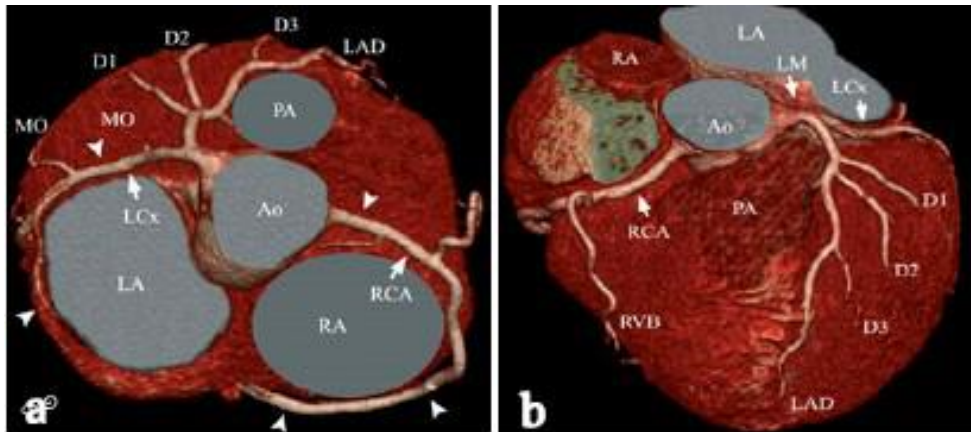 D3
D2
LAD
D1
PA
MO
MO
LCx
Ao
LA
RCA
RA
a
LA
RA
LM
LCx
Ao
PA
D1
RCA
D2
RVB
D3
LAD
b